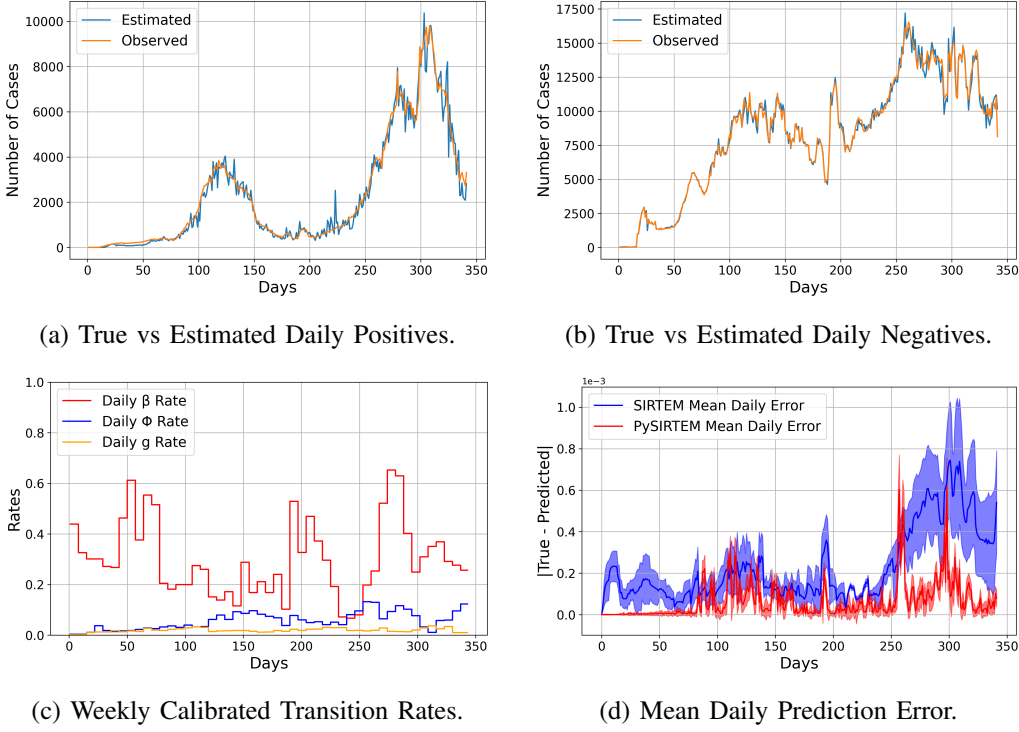 Estimated
Observed
Number of Cases
10000
8000
6000
4000
2000
0
0 50 100 150 200 250 300 350
Days
(a) True vs Estimated Daily Positives.
Estimated
Observed
Number of Cases
17500
15000
12500
10000
7500
5000
2500
0
0 50 100 150 200 250 300 350
Days
(b) True vs Estimated Daily Negatives.
Daily β Rate
Daily Φ Rate
Daily g Rate
Rates
1.0
0.8
0.6
0.4
0.2
0.0
0 50 100 150 200 250 300 350
Days
(c) Weekly Calibrated Transition Rates.
1e−3
SIRTEM Mean Daily Error
PySIRTEM Mean Daily Error
|True - Predicted|
1.0
0.8
0.6
0.4
0.2
0.0
0 50 100 150 200 250 300 350
Days
(d) Mean Daily Prediction Error.